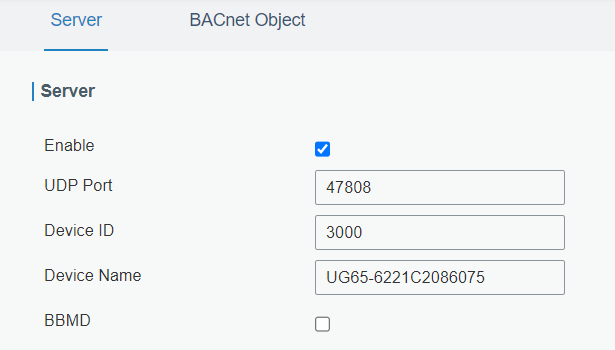 Server BACnet Object
Server
Enable
UDP Port 47808
Device ID 3000
Device Name UG65-6221C2086075
BBMD